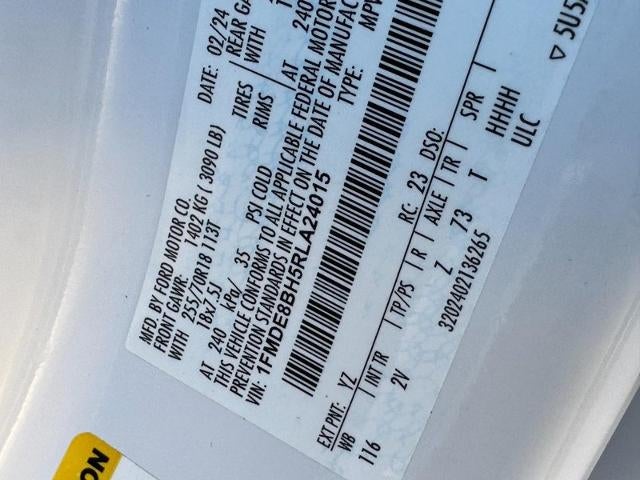 MFD. BY FORD MOTOR CO.
DATE: 02/24
FRONT GAWR: 1402 KG ( 3090 LB)
REAR GA
WITH 255/70R18 113T TIRES WITH
18x7.5J RIMS
AT 240 kPa/ 35 PSI COLD AT 240
THIS VEHICLE CONFORMS TO ALL APPLICABLE FEDERAL MOTOR
PREVENTION STANDARDS IN EFFECT ON THE DATE OF MANUFAC
VIN: 1FMDE8BH5RLA24015 TYPE: MPV
EXT PNT: YZ RC: 23 DSO:
WB INT TR TP/PS R AXLE TR SPR
116 2V Z 73 T HHHH
3202402136265 ULC
▽ 5U5
ON